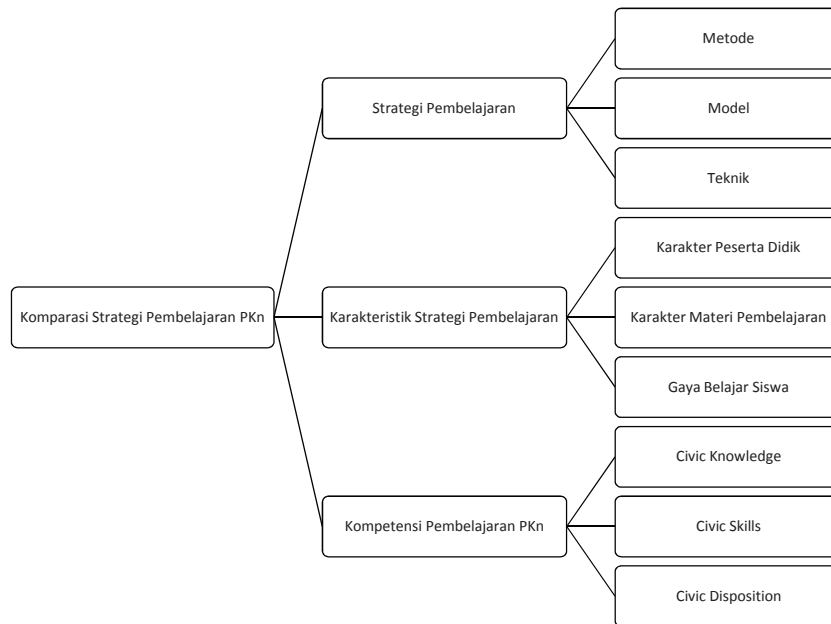 Komparasi Strategi Pembelajaran PKn
Strategi Pembelajaran
Metode
Model
Teknik
Karakteristik Strategi Pembelajaran
Karakter Peserta Didik
Karakter Materi Pembelajaran
Gaya Belajar Siswa
Kompetensi Pembelajaran PKn
Civic Knowledge
Civic Skills
Civic Disposition